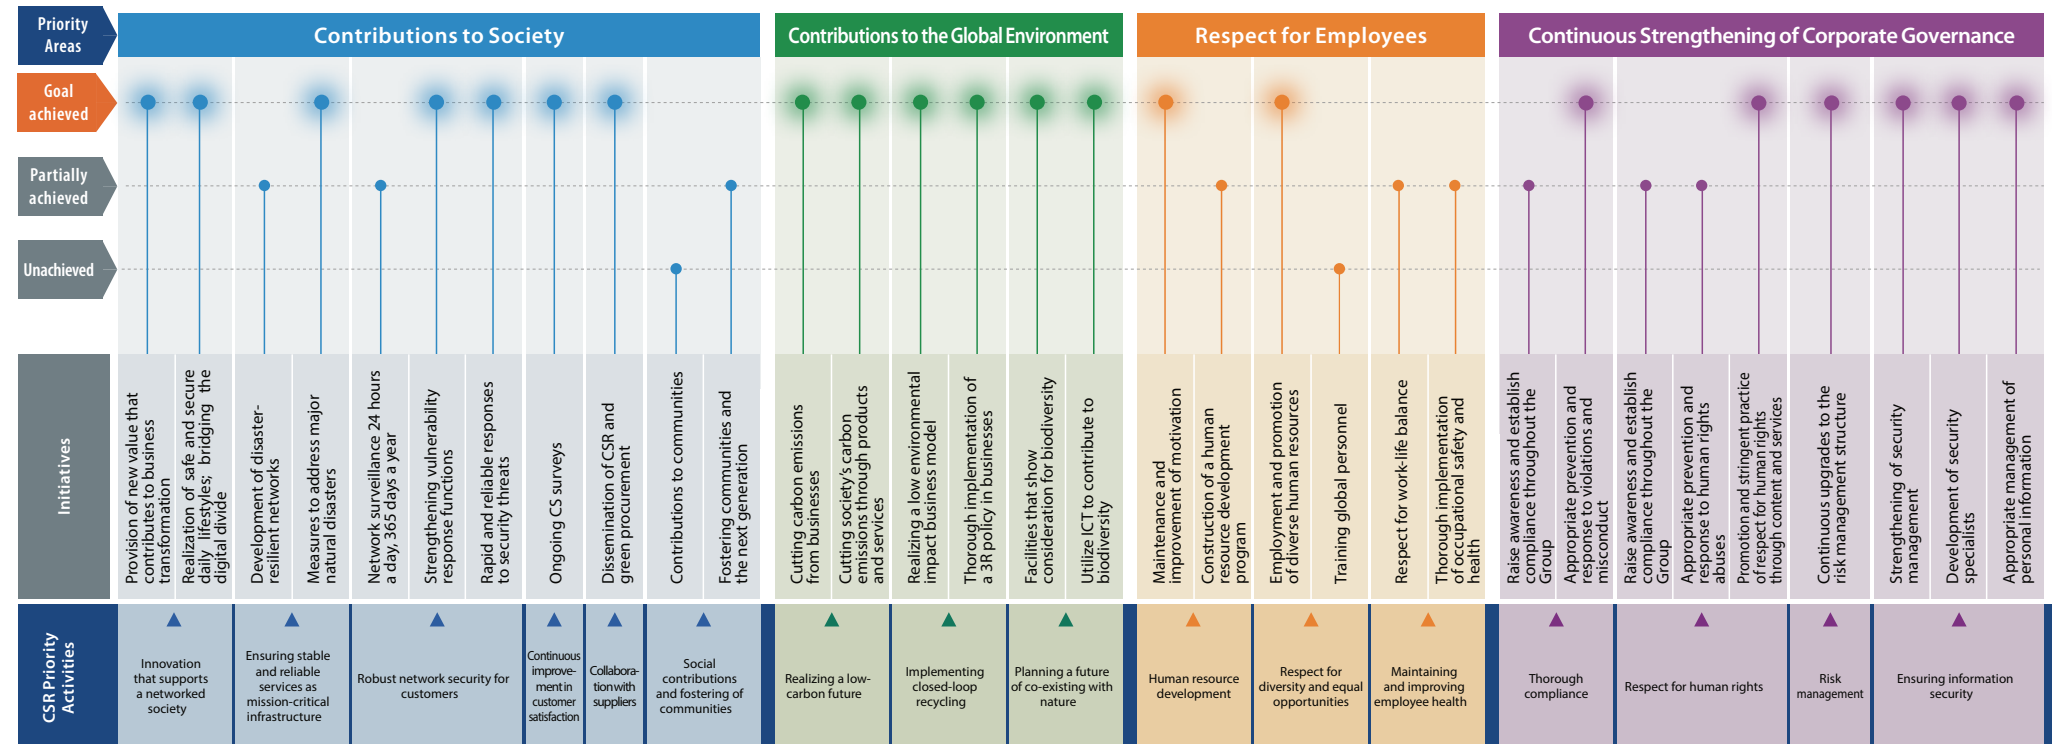 Priority
Areas
Contributions to Society
Contributions to the Global Environment
Respect for Employees
Continuous Strengthening of Corporate Governance
Goal
achieved
Partially
achieved
Unachieved
Initiatives
Provision of new value that
contributes to business
transformation
Realization of safe and secure
daily lifestyles; bridging the
digital divide
Development of disaster-
resilient networks
Measures to address major
natural disasters
Network surveillance 24 hours
a day, 365 days a year
Strengthening vulnerability
response functions
Rapid and reliable responses
to security threats
Ongoing CS surveys
Dissemination of CSR and
green procurement
Contributions to communities
Fostering communities and
the next generation
Cutting carbon emissions
from businesses
Cutting society's carbon
emissions through products
and services
Realizing a low environmental
impact business model
Thorough implementation of
a 3R policy in businesses
Facilities that show
consideration for biodiversity
Utilize ICT to contribute to
biodiversity
Maintenance and
improvement of motivation
Construction of a human
resource development
program
Employment and promotion
of diverse human resources
Training global personnel
Respect for work-life balance
Thorough implementation
of occupational safety and
health
Raise awareness and establish
compliance throughout the
Group
Appropriate prevention and
response to violations and
misconduct
Raise awareness and establish
compliance throughout the
Group
Appropriate prevention and
response to human rights
abuses
Promotion and stringent practice
of respect for human rights
through content and services
Continuous upgrades to the
risk management structure
Strengthening of security
management
Development of security
specialists
Appropriate management of
personal information
CSR Priority
Activities
Innovation
that supports
a networked
society
Ensuring stable
and reliable
services as
mission-critical
infrastructure
Robust network security for
customers
Continuous
improve-
ment in
customer
satisfaction
Collabora-
tion with
suppliers
Social
contributions
and fostering of
communities
Realizing a low-
carbon future
Implementing
closed-loop
recycling
Planning a future
of co-existing with
nature
Human resource
development
Respect for
diversity and equal
opportunities
Maintaining
and improving
employee health
Thorough
compliance
Respect for human rights
Risk
management
Ensuring information
security